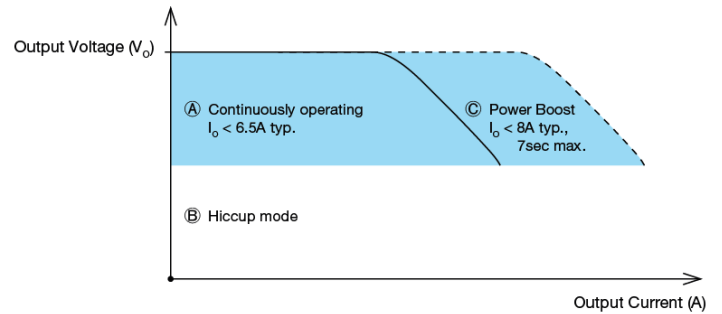 Output Voltage (Vₒ)
Ⓐ Continuously operating
Iₒ < 6.5A typ.
Ⓒ Power Boost
Iₒ < 8A typ.,
7sec max.
Ⓑ Hiccup mode
Output Current (A)